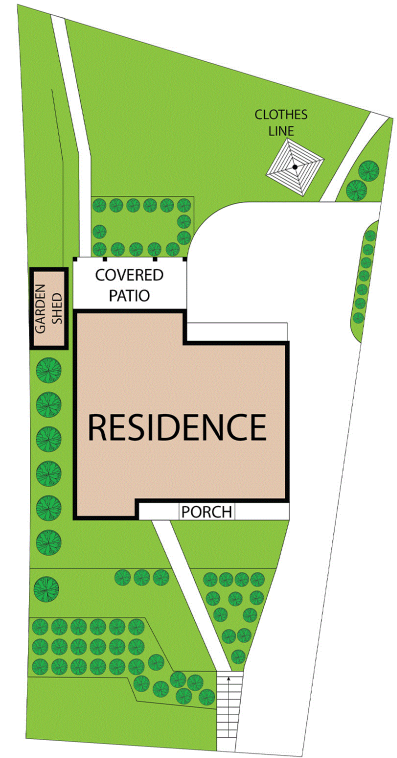 CLOTHES
LINE
COVERED
PATIO
GARDEN
SHED
RESIDENCE
PORCH